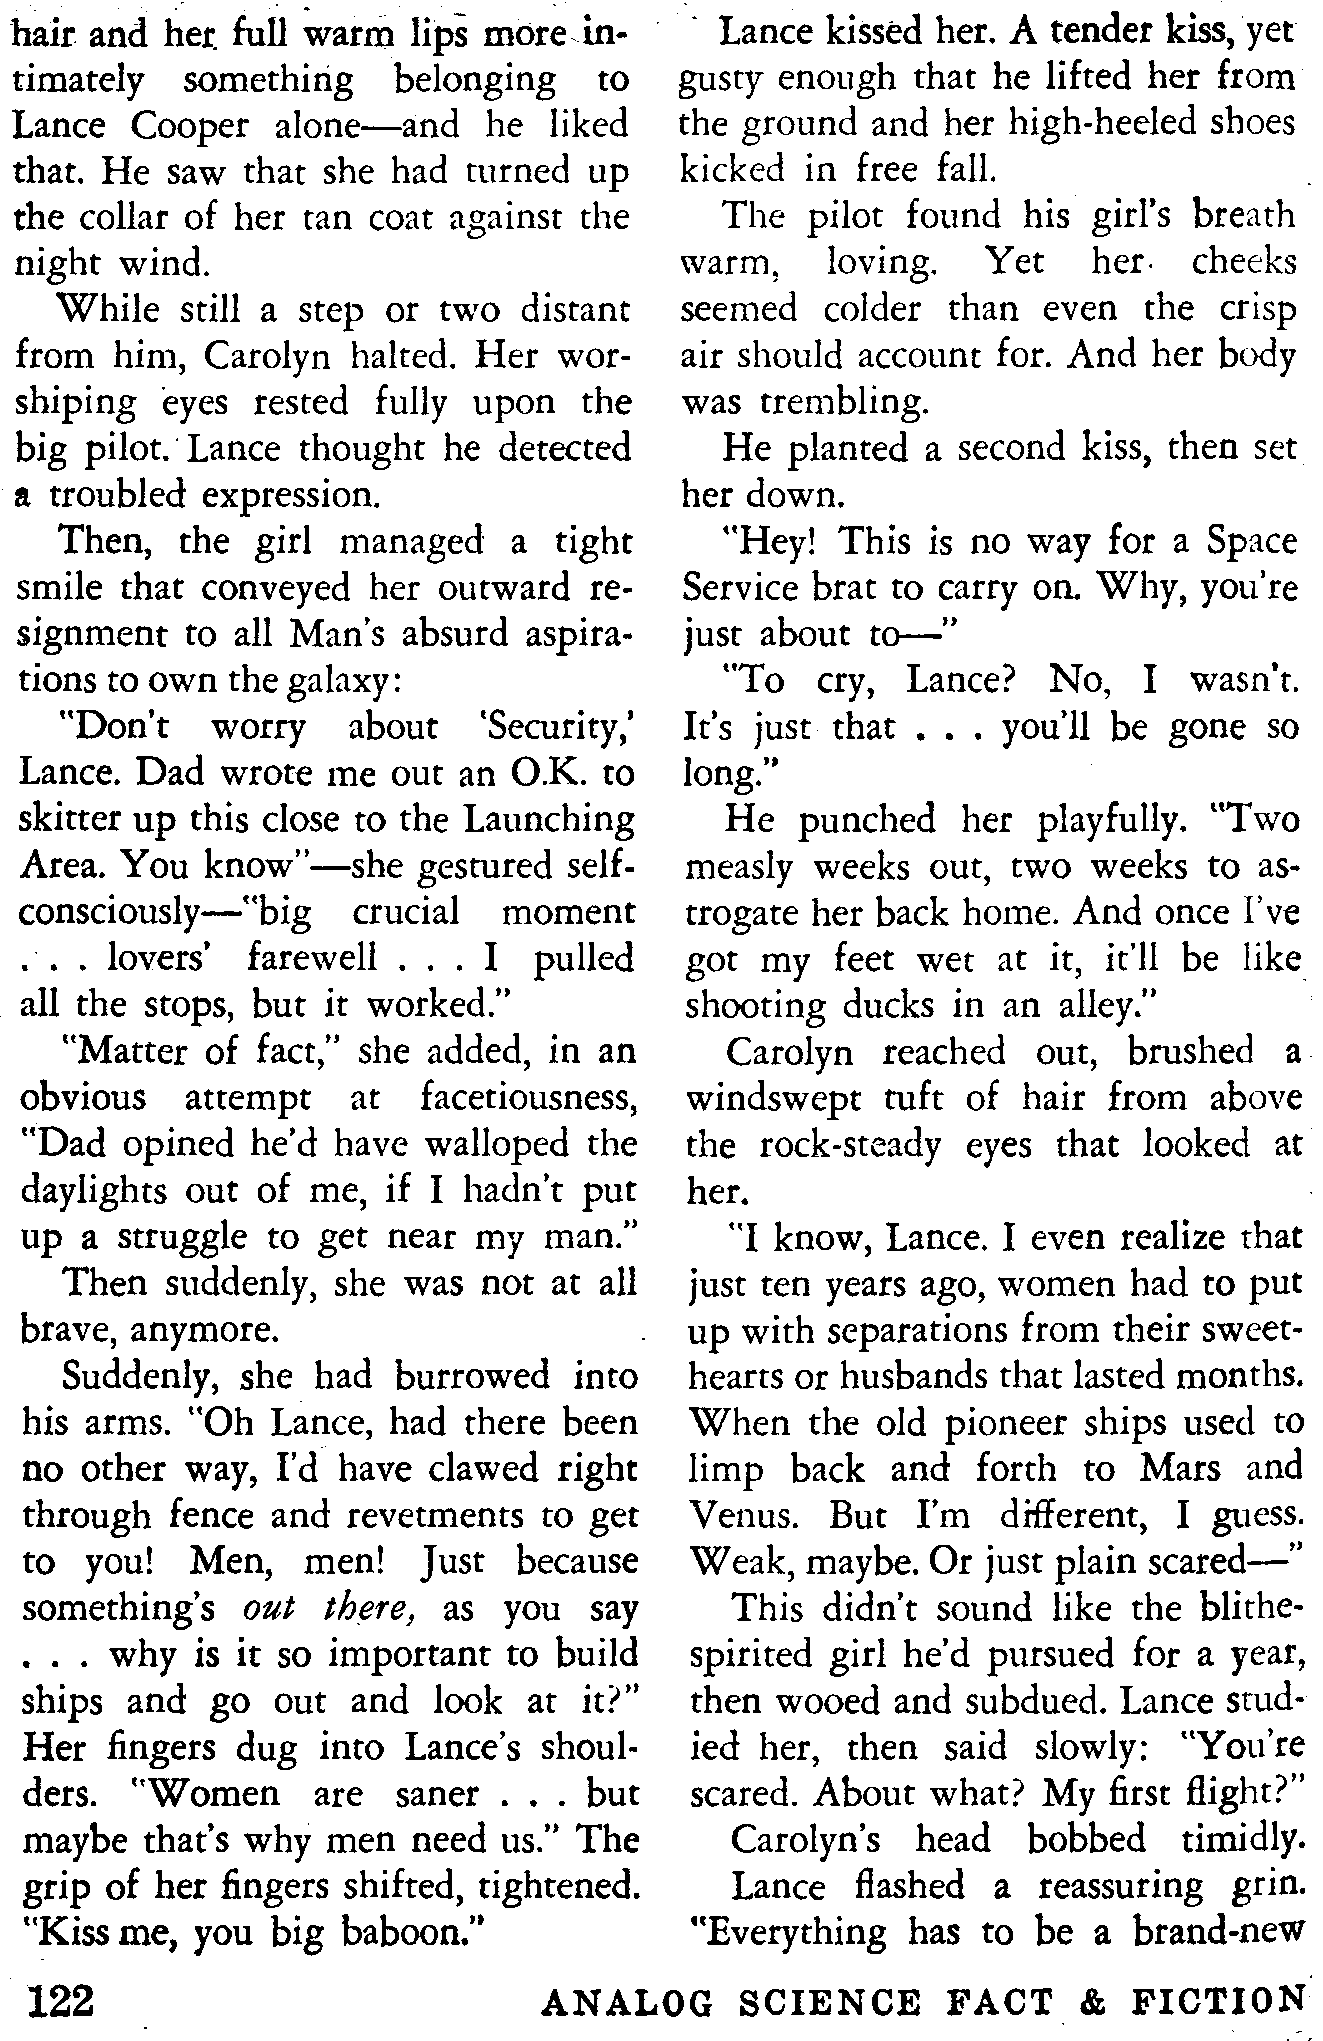 hair and her full warm lips more in-
timately something belonging to
Lance Cooper alone—and he liked
that. He saw that she had turned up
the collar of her tan coat against the
night wind.
While still a step or two distant
from him, Carolyn halted. Her wor-
shiping eyes rested fully upon the
big pilot. Lance thought he detected
a troubled expression.
Then, the girl managed a tight
smile that conveyed her outward re-
signment to all Man's absurd aspira-
tions to own the galaxy:
"Don't worry about 'Security,'
Lance. Dad wrote me out an O.K. to
skitter up this close to the Launching
Area. You know"—she gestured self-
consciously—"big crucial moment
. . . lovers' farewell . . . I pulled
all the stops, but it worked."
"Matter of fact," she added, in an
obvious attempt at facetiousness,
"Dad opined he'd have walloped the
daylights out of me, if I hadn't put
up a struggle to get near my man."
Then suddenly, she was not at all
brave, anymore.
Suddenly, she had burrowed into
his arms. "Oh Lance, had there been
no other way, I'd have clawed right
through fence and revetments to get
to you! Men, men! Just because
something's out there, as you say
. . . why is it so important to build
ships and go out and look at it?"
Her fingers dug into Lance's shoul-
ders. "Women are saner . . . but
maybe that's why men need us." The
grip of her fingers shifted, tightened.
"Kiss me, you big baboon."
Lance kissed her. A tender kiss, yet
gusty enough that he lifted her from
the ground and her high-heeled shoes
kicked in free fall.
The pilot found his girl's breath
warm, loving. Yet her cheeks
seemed colder than even the crisp
air should account for. And her body
was trembling.
He planted a second kiss, then set
her down.
"Hey! This is no way for a Space
Service brat to carry on. Why, you're
just about to—"
"To cry, Lance? No, I wasn't.
It's just that . . . you'll be gone so
long."
He punched her playfully. "Two
measly weeks out, two weeks to as-
trogate her back home. And once I've
got my feet wet at it, it'll be like
shooting ducks in an alley."
Carolyn reached out, brushed a
windswept tuft of hair from above
the rock-steady eyes that looked at
her.
"I know, Lance. I even realize that
just ten years ago, women had to put
up with separations from their sweet-
hearts or husbands that lasted months.
When the old pioneer ships used to
limp back and forth to Mars and
Venus. But I'm different, I guess.
Weak, maybe. Or just plain scared—"
This didn't sound like the blithe-
spirited girl he'd pursued for a year,
then wooed and subdued. Lance stud-
ied her, then said slowly: "You're
scared. About what? My first flight?"
Carolyn's head bobbed timidly.
Lance flashed a reassuring grin.
"Everything has to be a brand-new
122 ANALOG SCIENCE FACT & FICTION